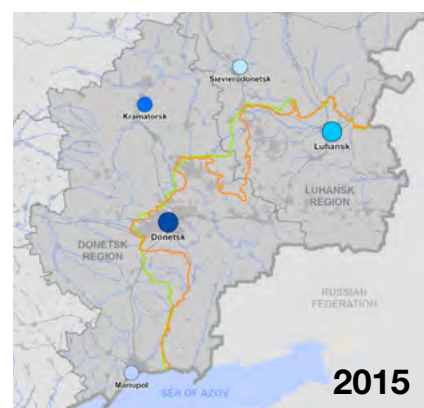 Sievierodonetsk
Kramatorsk
Luhansk
LUHANSK
REGION
Donetsk
DONETSK
REGION
RUSSIAN
FEDERATION
Mariupol
SEA OF AZOV
2015